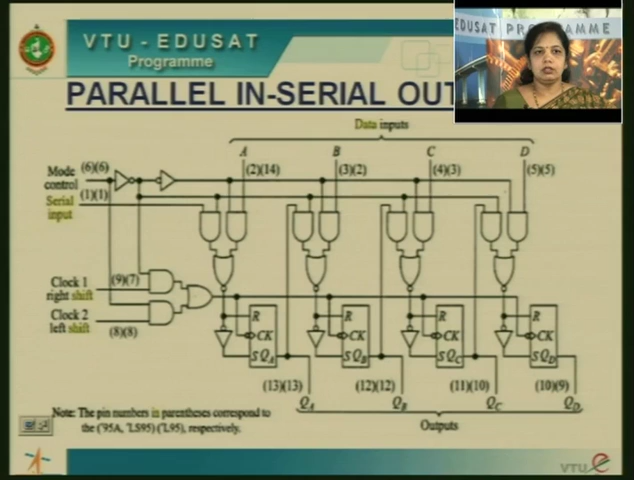 VTU - EDUSAT
Programme
EDUSAT PROGRAMME
PARALLEL IN-SERIAL OUT
Data inputs
A B C D
Mode control (6)(6)
(2)(14) (3)(2) (4)(3) (5)(5)
Serial input (1)(1)
Clock 1 right shift (9)(7)
Clock 2 left shift (8)(8)
R R R R
CK CK CK CK
S QA S QB S QC S QD
(13)(13) (12)(12) (11)(10) (10)(9)
QA QB QC QD
Outputs
Note: The pin numbers in parentheses correspond to
the ('95A, 'LS95) ('L95), respectively.
VTU e